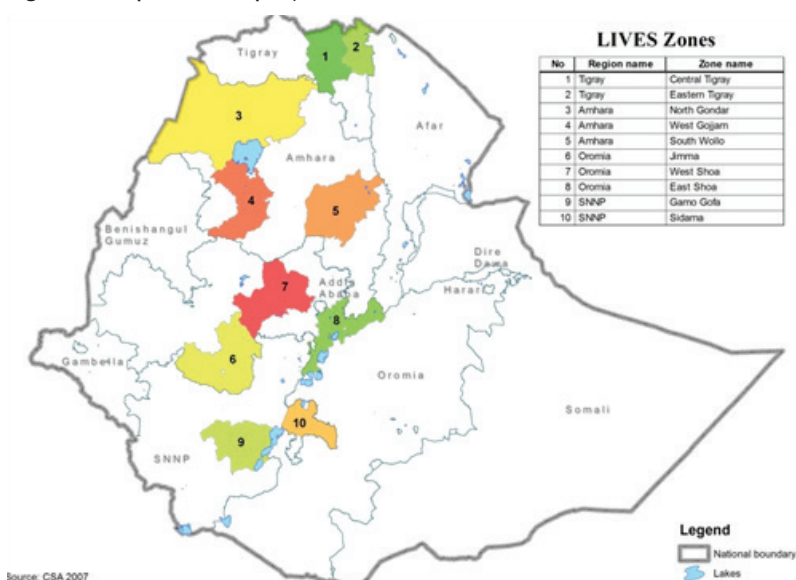 LIVES Zones
No Region name Zone name
1 Tigray Central Tigray
2 Tigray Eastern Tigray
3 Amhara North Gondar
4 Amhara West Gojjam
5 Amhara South Wollo
6 Oromia Jimma
7 Oromia West Shoa
8 Oromia East Shoa
9 SNNP Gamo Gofa
10 SNNP Sidama
Tigray
1
2
3
Afar
Amhara
4
5
Benishangul
Gumuz
Dire
Dawa
Harari
7
Addis
Ababa
8
6
Gambella
Oromia
Somali
10
9
SNNP
Legend
National boundary
Lakes
Source: CSA 2007